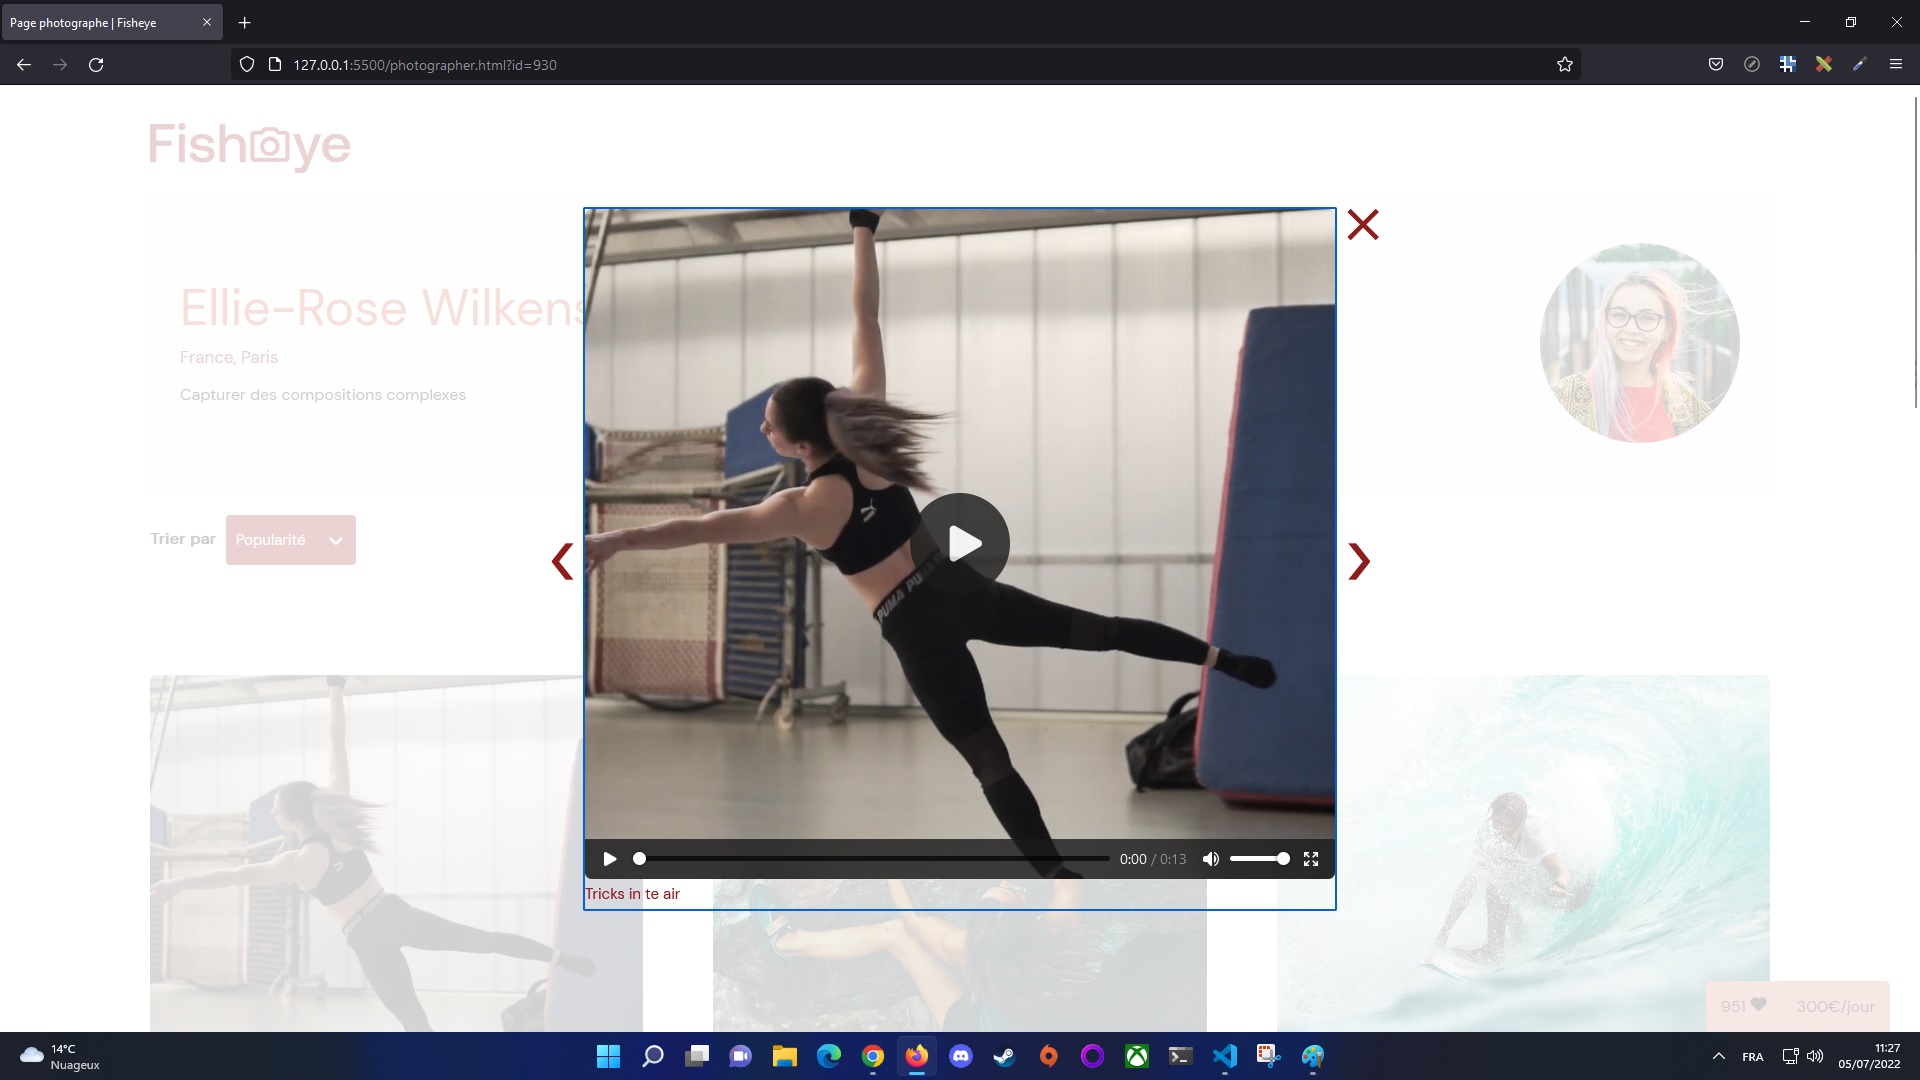 Page photographe | Fisheye
127.0.0.1:5500/photographer.html?id=930
Fisheye
Ellie-Rose Wilkens
France, Paris
Capturer des compositions complexes
Trier par
Popularité
PUMA PU
0:00 / 0:13
Tricks in te air
951
300€/jour
14°C
Nuageux
FRA
11:27
05/07/2022